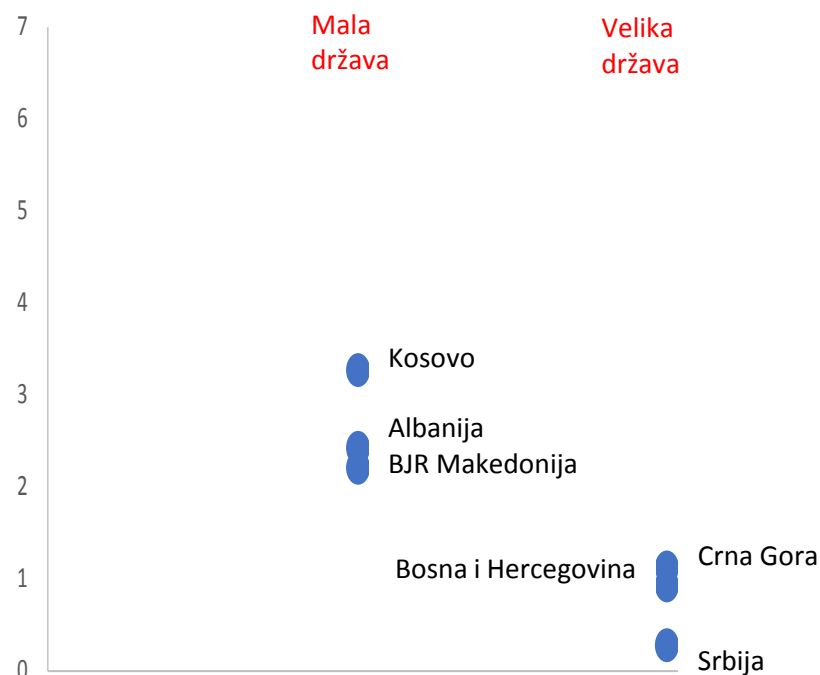 7
Mala
država
Velika
država
6
5
4
Kosovo
3
Albanija
BJR Makedonija
2
Crna Gora
Bosna i Hercegovina
1
Srbija
0